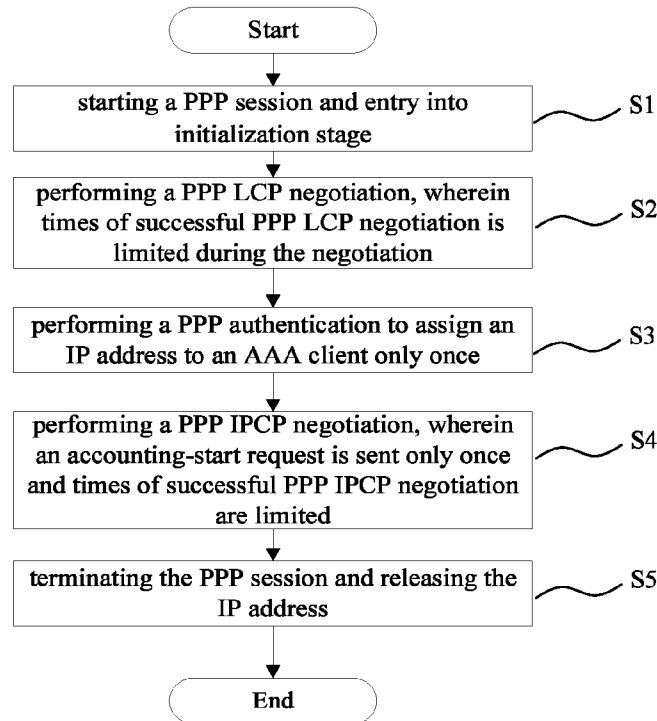 Start
starting a PPP session and entry into
initialization stage
S1
performing a PPP LCP negotiation, wherein
times of successful PPP LCP negotiation is
limited during the negotiation
S2
performing a PPP authentication to assign an
IP address to an AAA client only once
S3
performing a PPP IPCP negotiation, wherein
an accounting-start request is sent only once
and times of successful PPP IPCP negotiation
are limited
S4
terminating the PPP session and releasing the
IP address
S5
End